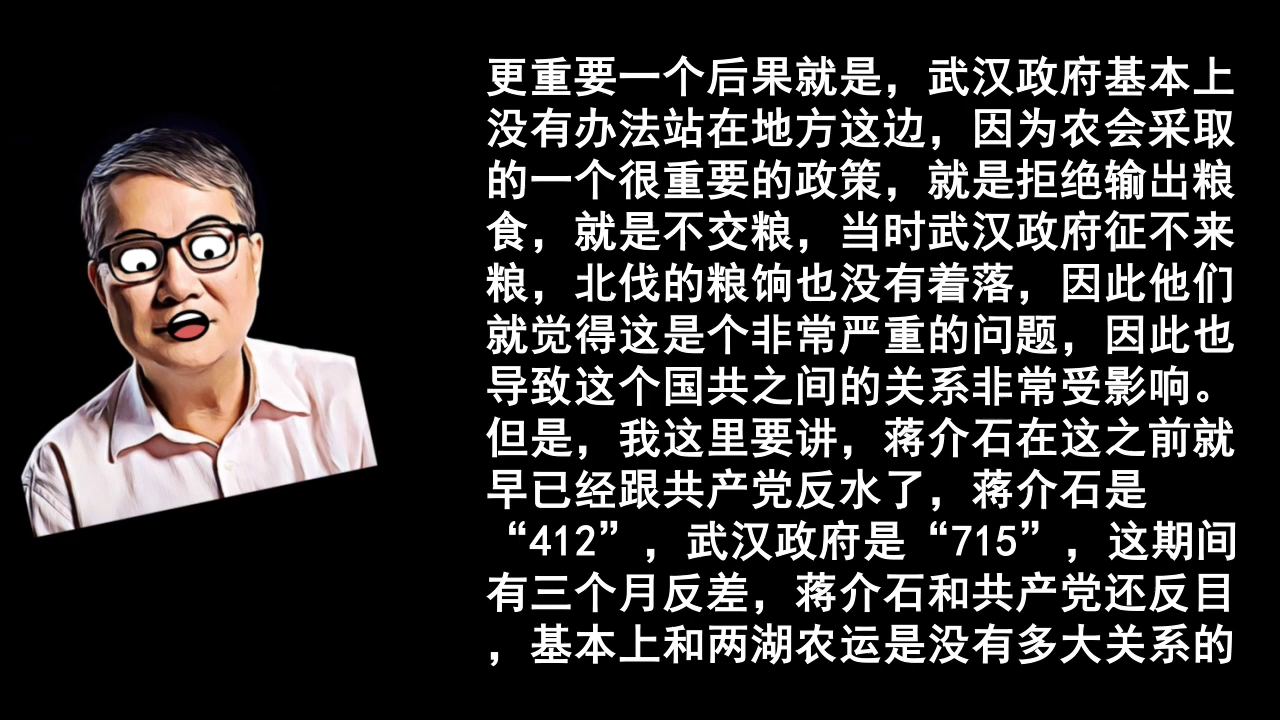 更重要一个后果就是，武汉政府基本上
没有办法站在地方这边，因为农会采取
的一个很重要的政策，就是拒绝输出粮
食，就是不交粮，当时武汉政府征不来
粮，北伐的粮饷也没有着落，因此他们
就觉得这是个非常严重的问题，因此也
导致这个国共之间的关系非常受影响。
但是，我这里要讲，蒋介石在这之前就
早已经跟共产党反水了，蒋介石是
“412”，武汉政府是“715”，这期间
有三个月反差，蒋介石和共产党还反目
，基本上和两湖农运是没有多大关系的